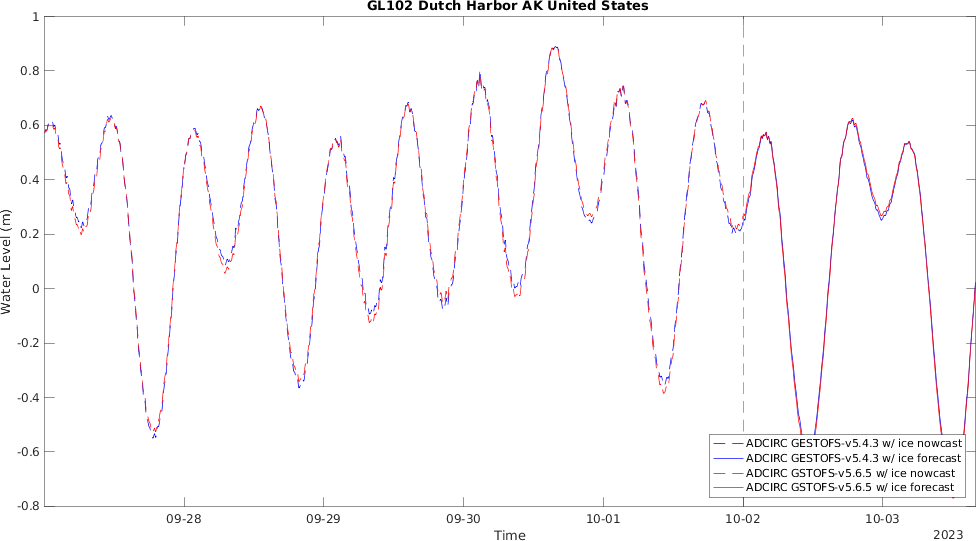 GL102 Dutch Harbor AK United States
1
0.8
0.6
0.4
0.2
0
-0.2
-0.4
-0.6
-0.8
Water Level (m)
ADCIRC GESTOFS-v5.4.3 w/ ice nowcast
ADCIRC GESTOFS-v5.4.3 w/ ice forecast
ADCIRC GSTOFS-v5.6.5 w/ ice nowcast
ADCIRC GSTOFS-v5.6.5 w/ ice forecast
09-28 09-29 09-30 10-01 10-02 10-03
Time
2023